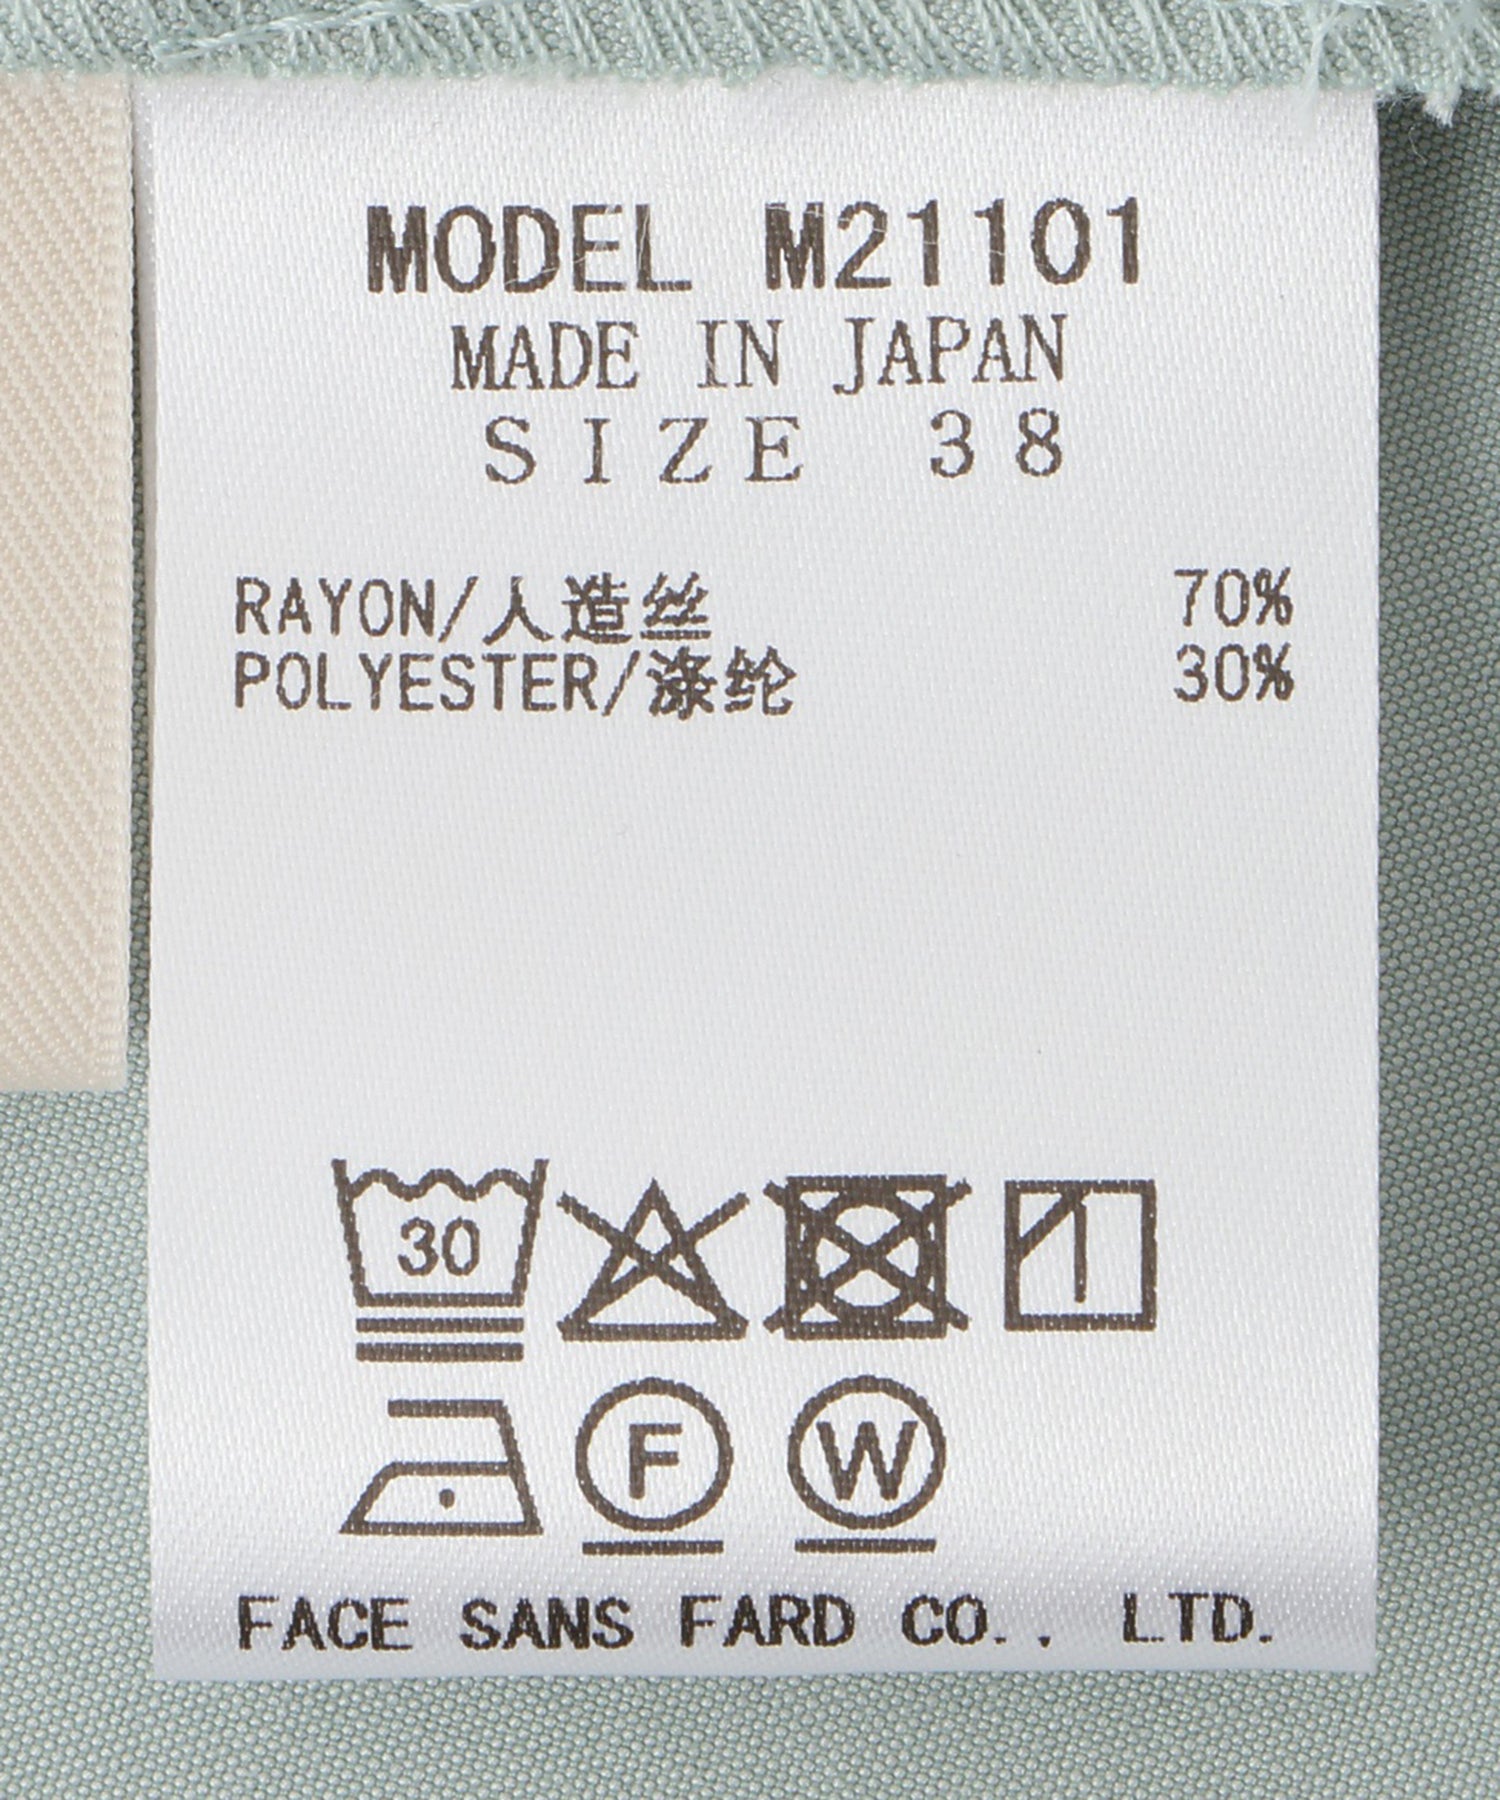 MODEL M21101
MADE IN JAPAN
SIZE 38
RAYON/人造丝 70%
POLYESTER/涤纶 30%
30
F W
FACE SANS FARD CO., LTD.